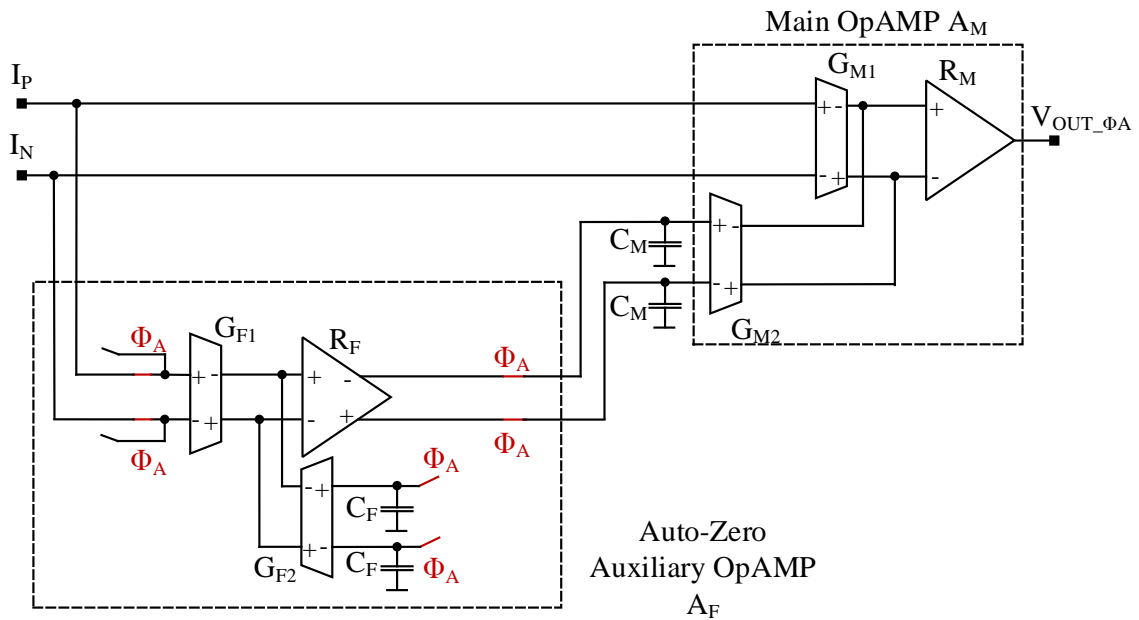 Main OpAMP A_M
G_M1
R_M
I_P
+
-
+
V_OUT_ΦA
I_N
-
+
-
C_M
+
-
C_M
-
+
G_M2
Φ_A
G_F1
R_F
Φ_A
+
-
+
-
-
+
-
+
Φ_A
Φ_A
Φ_A
-
+
C_F
+
-
G_F2
C_F
Φ_A
Auto-Zero
Auxiliary OpAMP
A_F